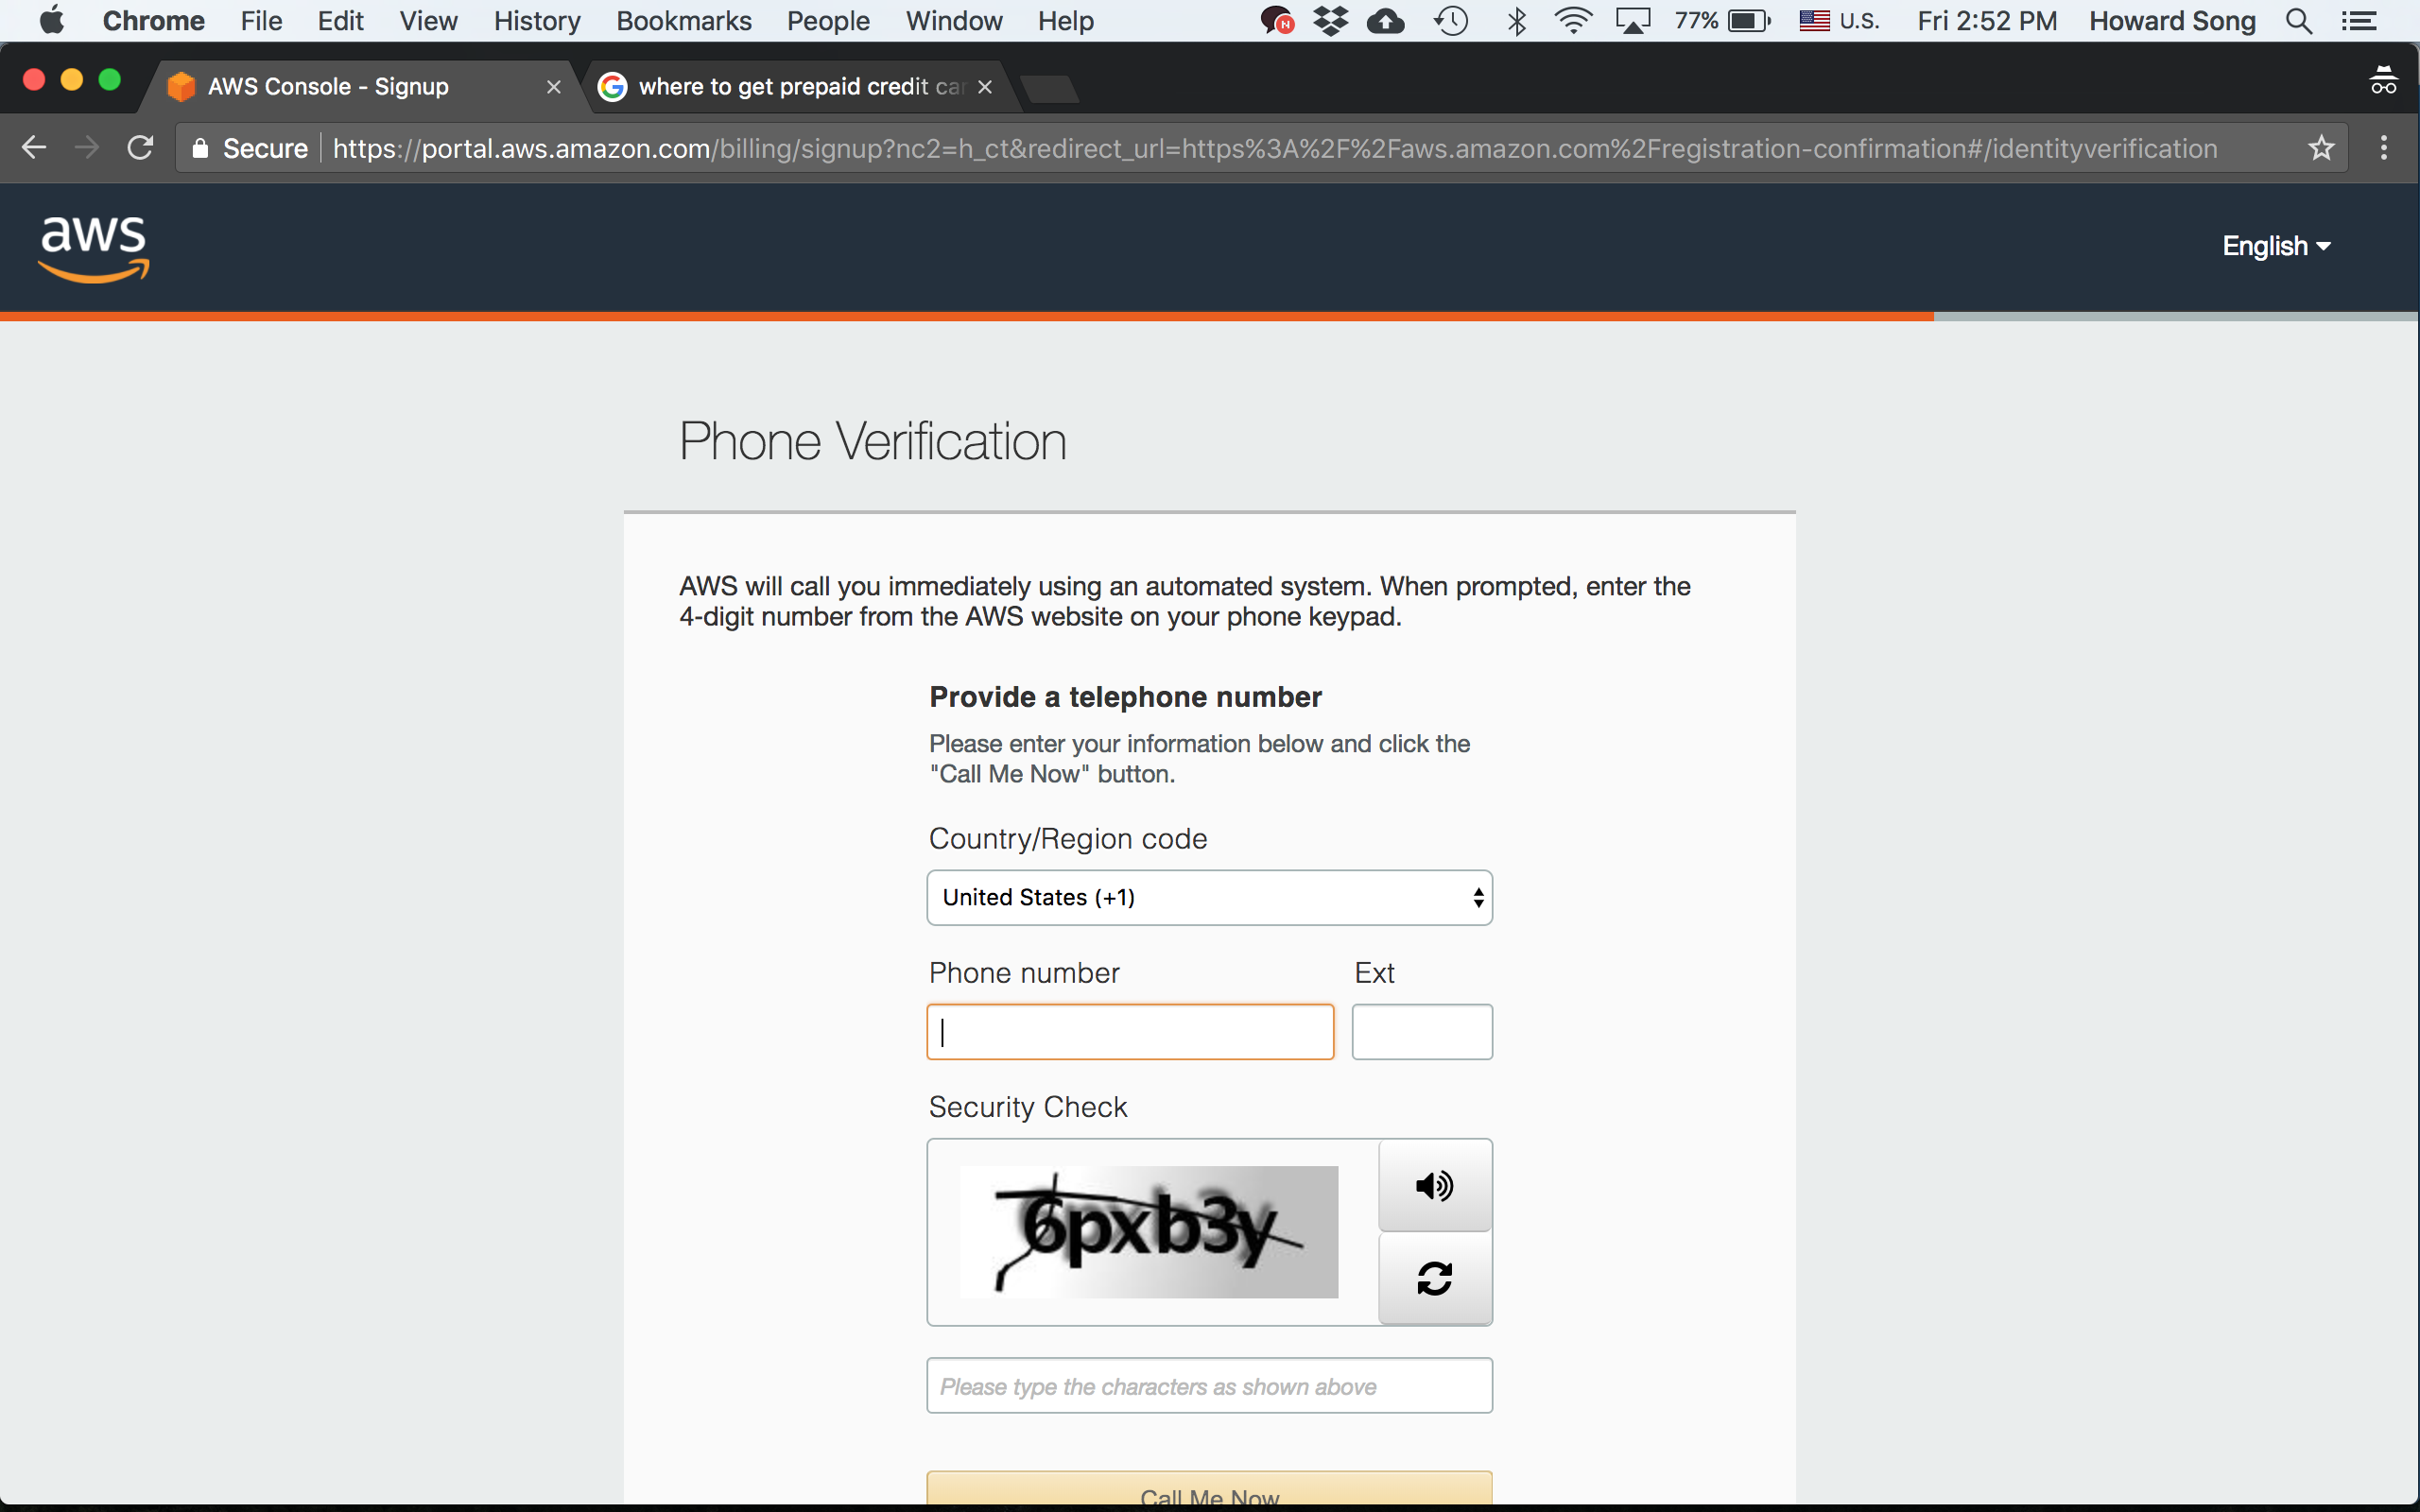 Chrome File Edit View History Bookmarks People Window Help N 77% U.S. Fri 2:52 PM Howard Song
AWS Console - Signup where to get prepaid credit car
Secure https://portal.aws.amazon.com/billing/signup?nc2=h_ct&redirect_url=https%3A%2F%2Faws.amazon.com%2Fregistration-confirmation#/identityverification
aws
English
Phone Verification
AWS will call you immediately using an automated system. When prompted, enter the
4-digit number from the AWS website on your phone keypad.
Provide a telephone number
Please enter your information below and click the
"Call Me Now" button.
Country/Region code
United States (+1)
Phone number Ext
Security Check
6pxb3y
Please type the characters as shown above
Call Me Now